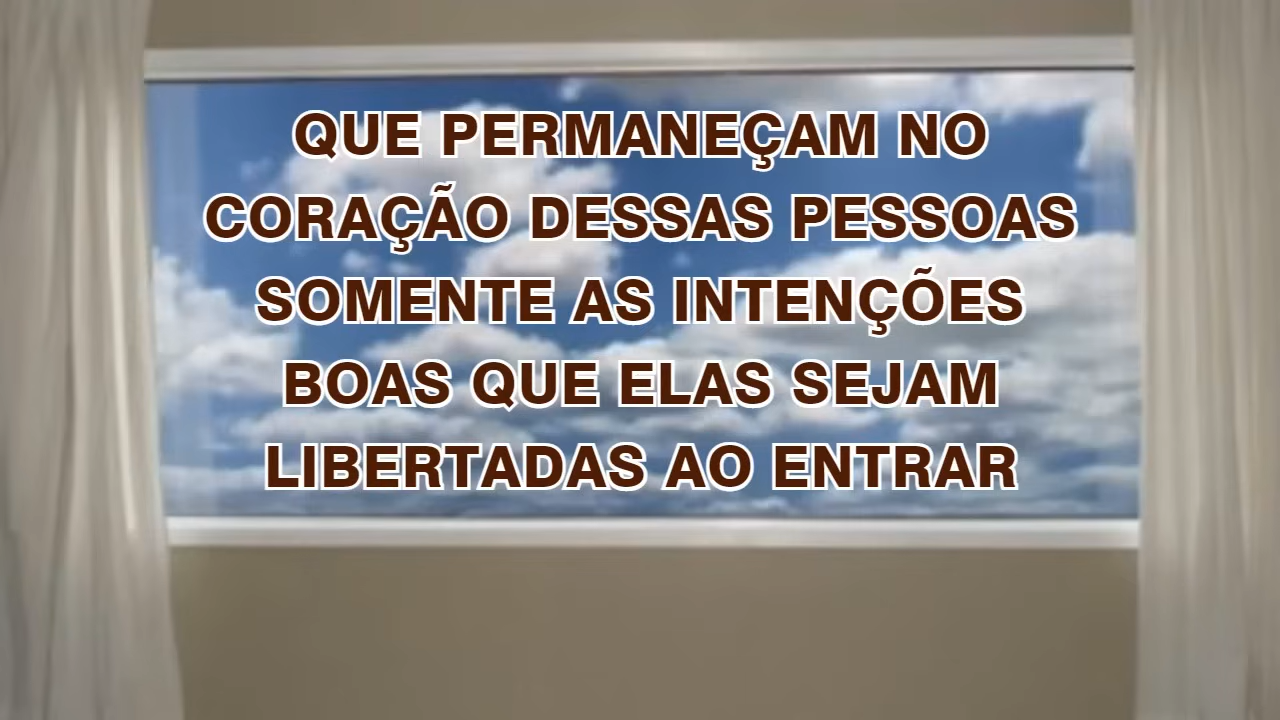 QUE PERMANEÇAM NO
CORAÇÃO DESSAS PESSOAS
SOMENTE AS INTENÇÕES
BOAS QUE ELAS SEJAM
LIBERTADAS AO ENTRAR